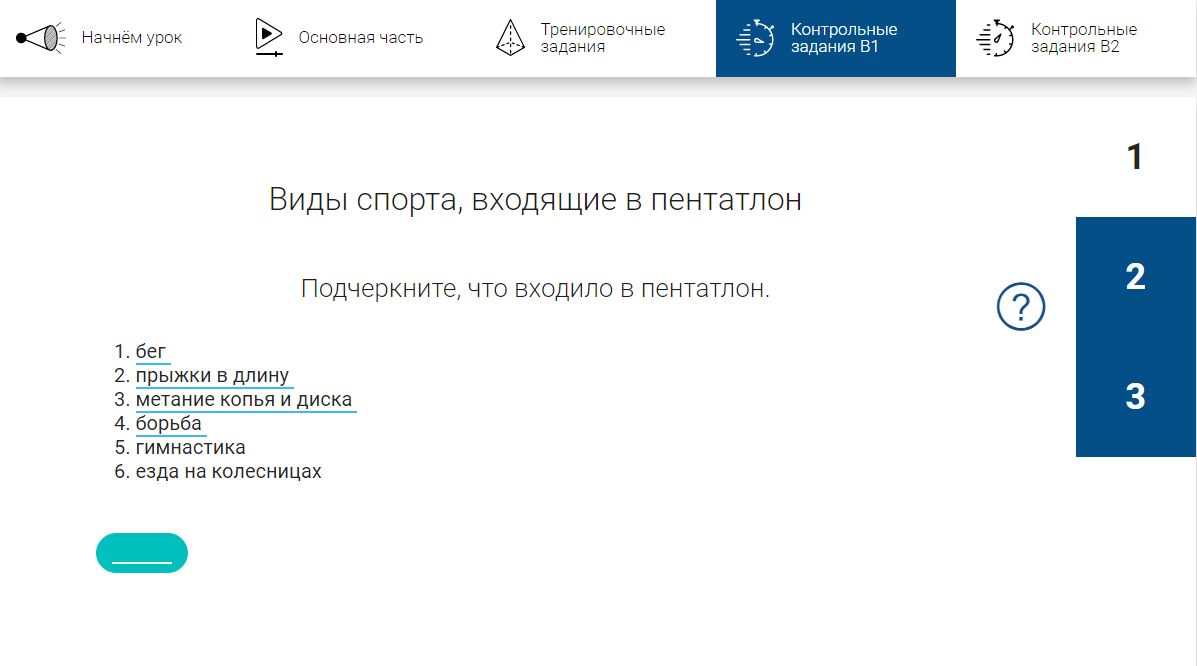 Начнём урок
Основная часть
Тренировочные
задания
Контрольные
задания В1
Контрольные
задания В2
1
Виды спорта, входящие в пентатлон
2
Подчеркните, что входило в пентатлон.
?
1. бег
2. прыжки в длину
3. метание копья и диска
3
4. борьба
5. гимнастика
6. езда на колесницах